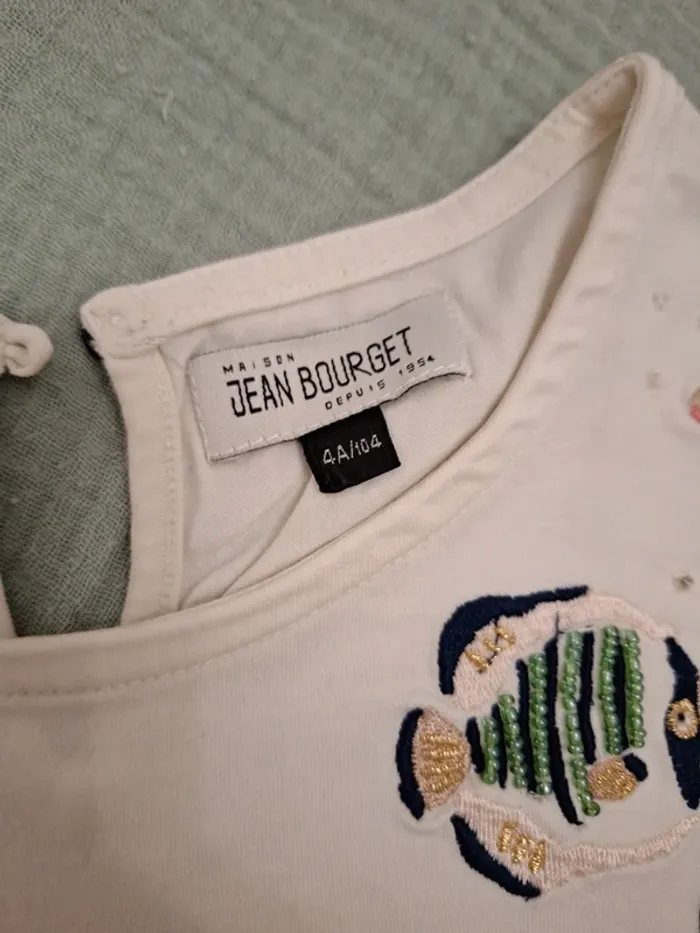 MAISON
JEAN BOURGET
DEPUIS 1954
4A/104